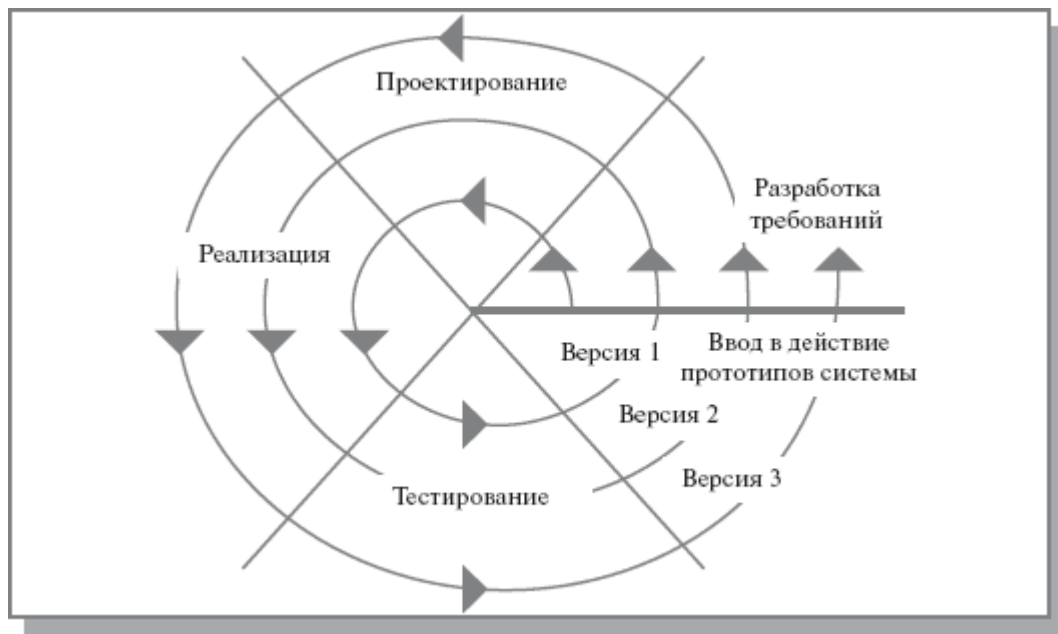 Проектирование
Разработка
требований
Реализация
Версия 1
Ввод в действие
прототипов системы
Версия 2
Версия 3
Тестирование